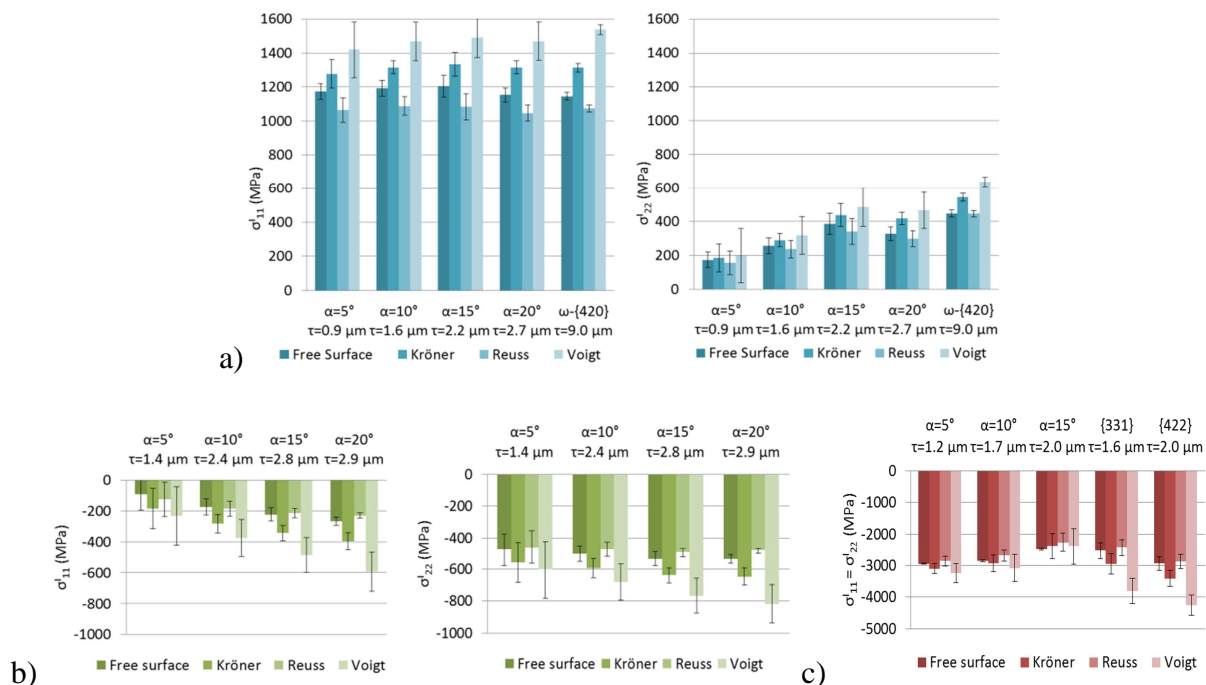 1600
1400
1200
1000
800
600
400
200
0
σᴵ₁₁ (MPa)
α=5° α=10° α=15° α=20° ω-{420}
τ=0.9 µm τ=1.6 µm τ=2.2 µm τ=2.7 µm τ=9.0 µm
Free Surface Kröner Reuss Voigt
1600
1400
1200
1000
800
600
400
200
0
σᴵ₂₂ (MPa)
α=5° α=10° α=15° α=20° ω-{420}
τ=0.9 µm τ=1.6 µm τ=2.2 µm τ=2.7 µm τ=9.0 µm
Free Surface Kröner Reuss Voigt
a)
α=5° α=10° α=15° α=20°
τ=1.4 µm τ=2.4 µm τ=2.8 µm τ=2.9 µm
0
-200
-400
-600
-800
-1000
σᴵ₁₁ (MPa)
Free surface Kröner Reuss Voigt
α=5° α=10° α=15° α=20°
τ=1.4 µm τ=2.4 µm τ=2.8 µm τ=2.9 µm
0
-200
-400
-600
-800
-1000
σᴵ₂₂ (MPa)
Free surface Kröner Reuss Voigt
b)
α=5° α=10° α=15° {331} {422}
τ=1.2 µm τ=1.7 µm τ=2.0 µm τ=1.6 µm τ=2.0 µm
0
-1000
-2000
-3000
-4000
-5000
σᴵ₁₁ = σᴵ₂₂ (MPa)
Free surface Kröner Reuss Voigt
c)